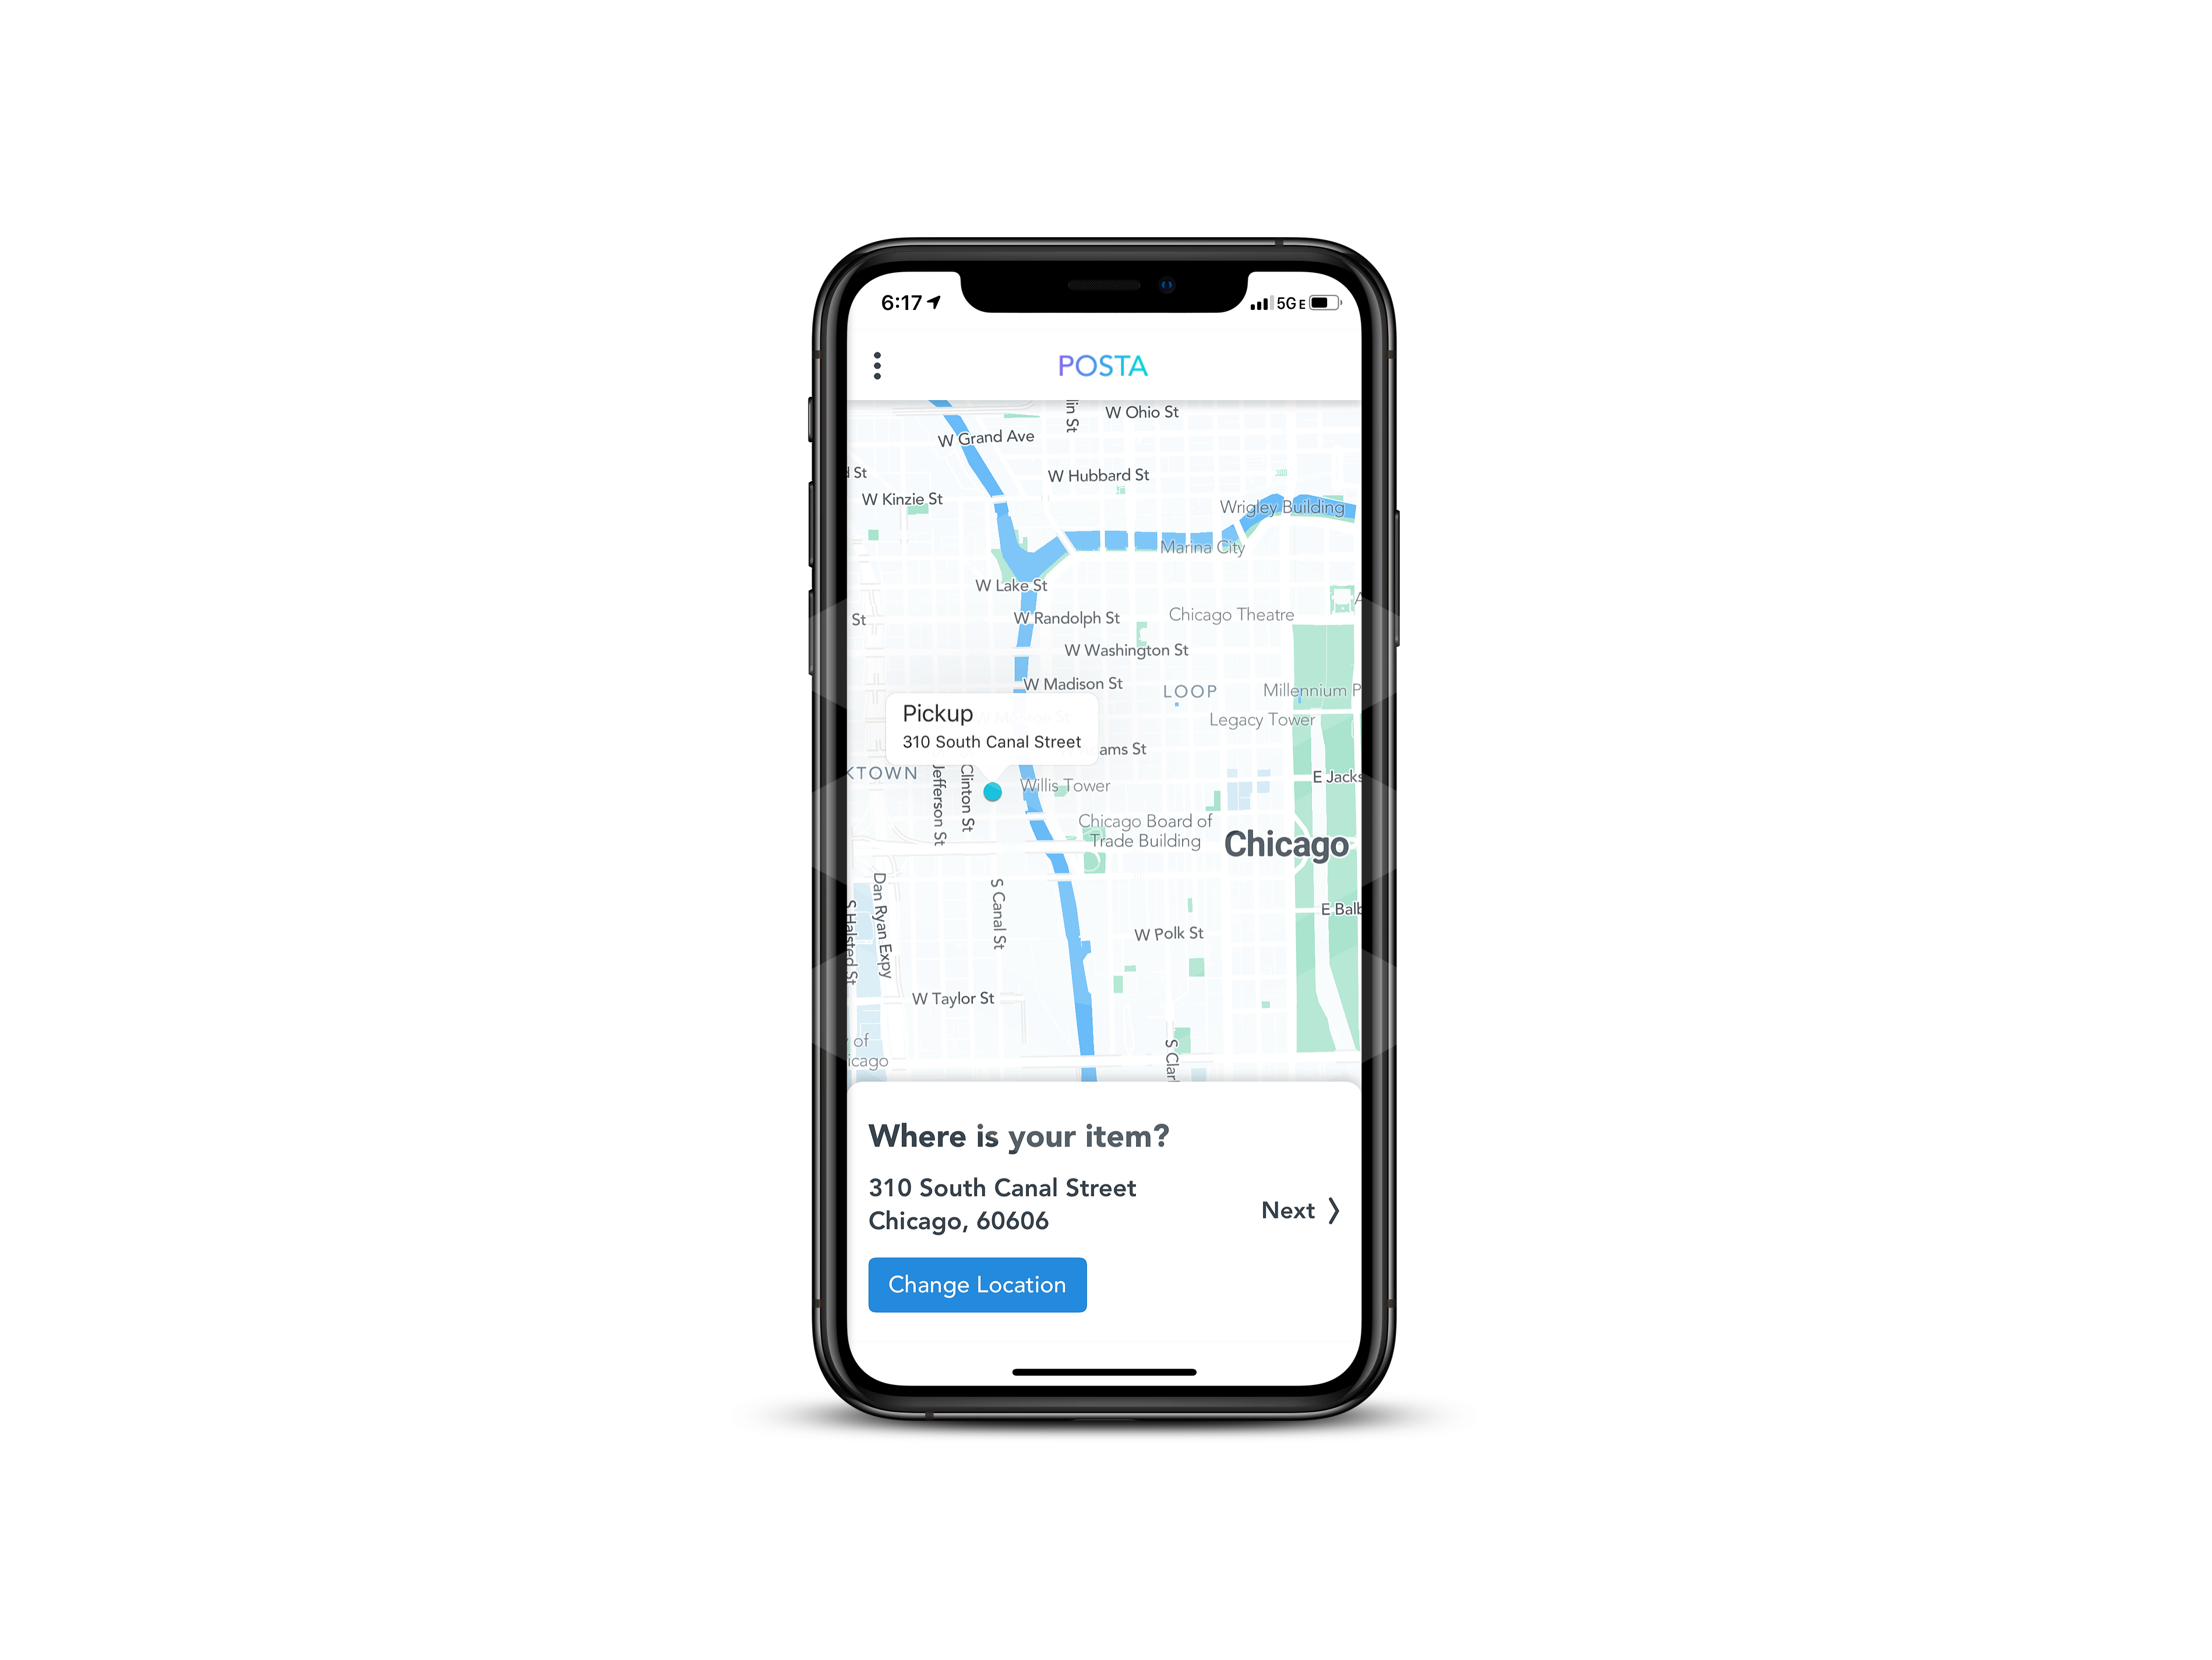 6:17
5G E
POSTA
lin St
W Ohio St
W Grand Ave
W Hubbard St
St
W Kinzie St
Wrigley Building
Marina City
W Lake St
W Randolph St
Chicago Theatre
St
W Washington St
W Madison St
LOOP
Millennium P
Legacy Tower
Pickup
W Monroe St
310 South Canal Street
ams St
KTOWN
Jefferson St
Clinton St
Willis Tower
E Jacks
Chicago Board of
Trade Building
Chicago
Dan Ryan Expy
S Halsted St
S Canal St
E Balb
W Polk St
W Taylor St
of
icago
S Clar
Where is your item?
310 South Canal Street
Chicago, 60606
Next
Change Location